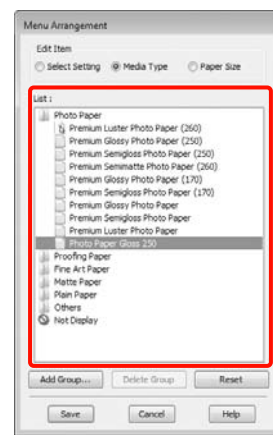 Menu Arrangement
Edit Item
Select Setting Media Type Paper Size
List :
Photo Paper
Premium Luster Photo Paper (260)
Premium Glossy Photo Paper (250)
Premium Semigloss Photo Paper (250)
Premium Semimatte Photo Paper (260)
Premium Glossy Photo Paper (170)
Premium Semigloss Photo Paper (170)
Premium Glossy Photo Paper
Premium Semigloss Photo Paper
Premium Luster Photo Paper
Photo Paper Gloss 250
Proofing Paper
Fine Art Paper
Matte Paper
Plain Paper
Others
Not Display
Add Group... Delete Group Reset
Save Cancel Help